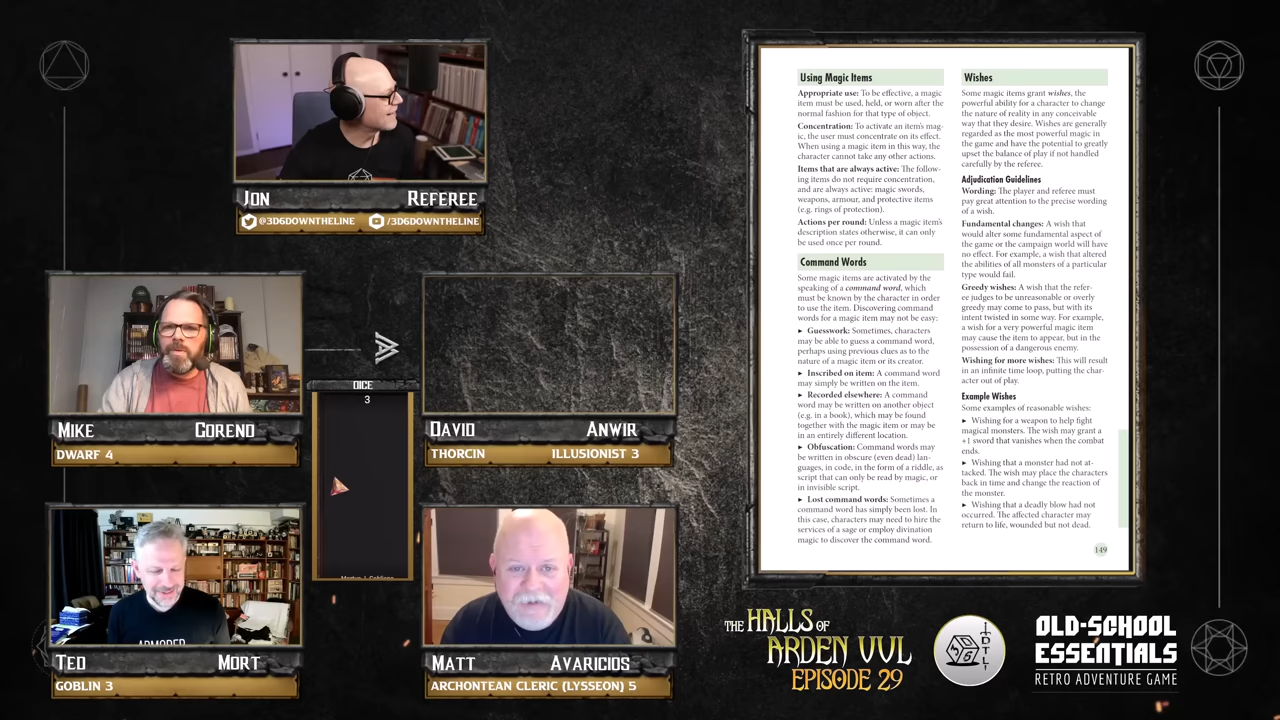 JON REFEREE
@3D6DOWNTHELINE /3D6DOWNTHELINE
MIKE GORENO
DWARF 4
DAVID ANWIR
THORCIN ILLUSIONIST 3
DICE
3
TED MORT
GOBLIN 3
MATT AVARICIOS
ARCHONTEAN CLERIC (LYSSEON) 5
Using Magic Items
Appropriate use: To be effective, a magic
item must be used, held, or worn after the
normal fashion for that type of object.
Concentration: To activate an item's mag-
ic, the user must concentrate on its effect.
When using a magic item in this way, the
character cannot take any other actions.
Items that are always active: The follow-
ing items do not require concentration,
and are always active: magic swords,
weapons, armour, and protective items
(e.g. rings of protection).
Actions per round: Unless a magic item's
description states otherwise, it can only
be used once per round.
Command Words
Some magic items are activated by the
speaking of a command word, which
must be known by the character in order
to use the item. Discovering command
words for a magic item may not be easy:
► Guesswork: Sometimes, characters
may be able to guess a command word,
perhaps using previous clues as to the
nature of a magic item or its creator.
► Inscribed on item: A command word
may simply be written on the item.
► Recorded elsewhere: A command
word may be written on another object
(e.g. in a book), which may be found
together with the magic item or may be
in an entirely different location.
► Obfuscation: Command words may
be written in obscure (even dead) lan-
guages, in code, in the form of a riddle, as
script that can only be read by magic, or
in invisible script.
► Lost command words: Sometimes a
command word has simply been lost. In
this case, characters may need to hire the
services of a sage or employ divination
magic to discover the command word.
Wishes
Some magic items grant wishes, the
powerful ability for a character to change
the nature of reality in any conceivable
way that they desire. Wishes are generally
regarded as the most powerful magic in
the game and have the potential to greatly
upset the balance of play if not handled
carefully by the referee.
Adjudication Guidelines
Wording: The player and referee must
pay great attention to the precise wording
of a wish.
Fundamental changes: A wish that
would alter some fundamental aspect of
the game or the campaign world will have
no effect. For example, a wish that altered
the abilities of all monsters of a particular
type would fail.
Greedy wishes: A wish that the refer-
ee judges to be unreasonable or overly
greedy may come to pass, but with its
intent twisted in some way. For example,
a wish for a very powerful magic item
may cause the item to appear, but in the
possession of a dangerous enemy.
Wishing for more wishes: This will result
in an infinite time loop, putting the char-
acter out of play.
Example Wishes
Some examples of reasonable wishes:
► Wishing for a weapon to help fight
magical monsters. The wish may grant a
+1 sword that vanishes when the combat
ends.
► Wishing that a monster had not at-
tacked. The wish may place the characters
back in time and change the reaction of
the monster.
► Wishing that a deadly blow had not
occurred. The affected character may
return to life, wounded but not dead.
149
THE HALLS OF
ARDEN VUL
EPISODE 29
3D6
DTL
OLD-SCHOOL
ESSENTIALS
RETRO ADVENTURE GAME